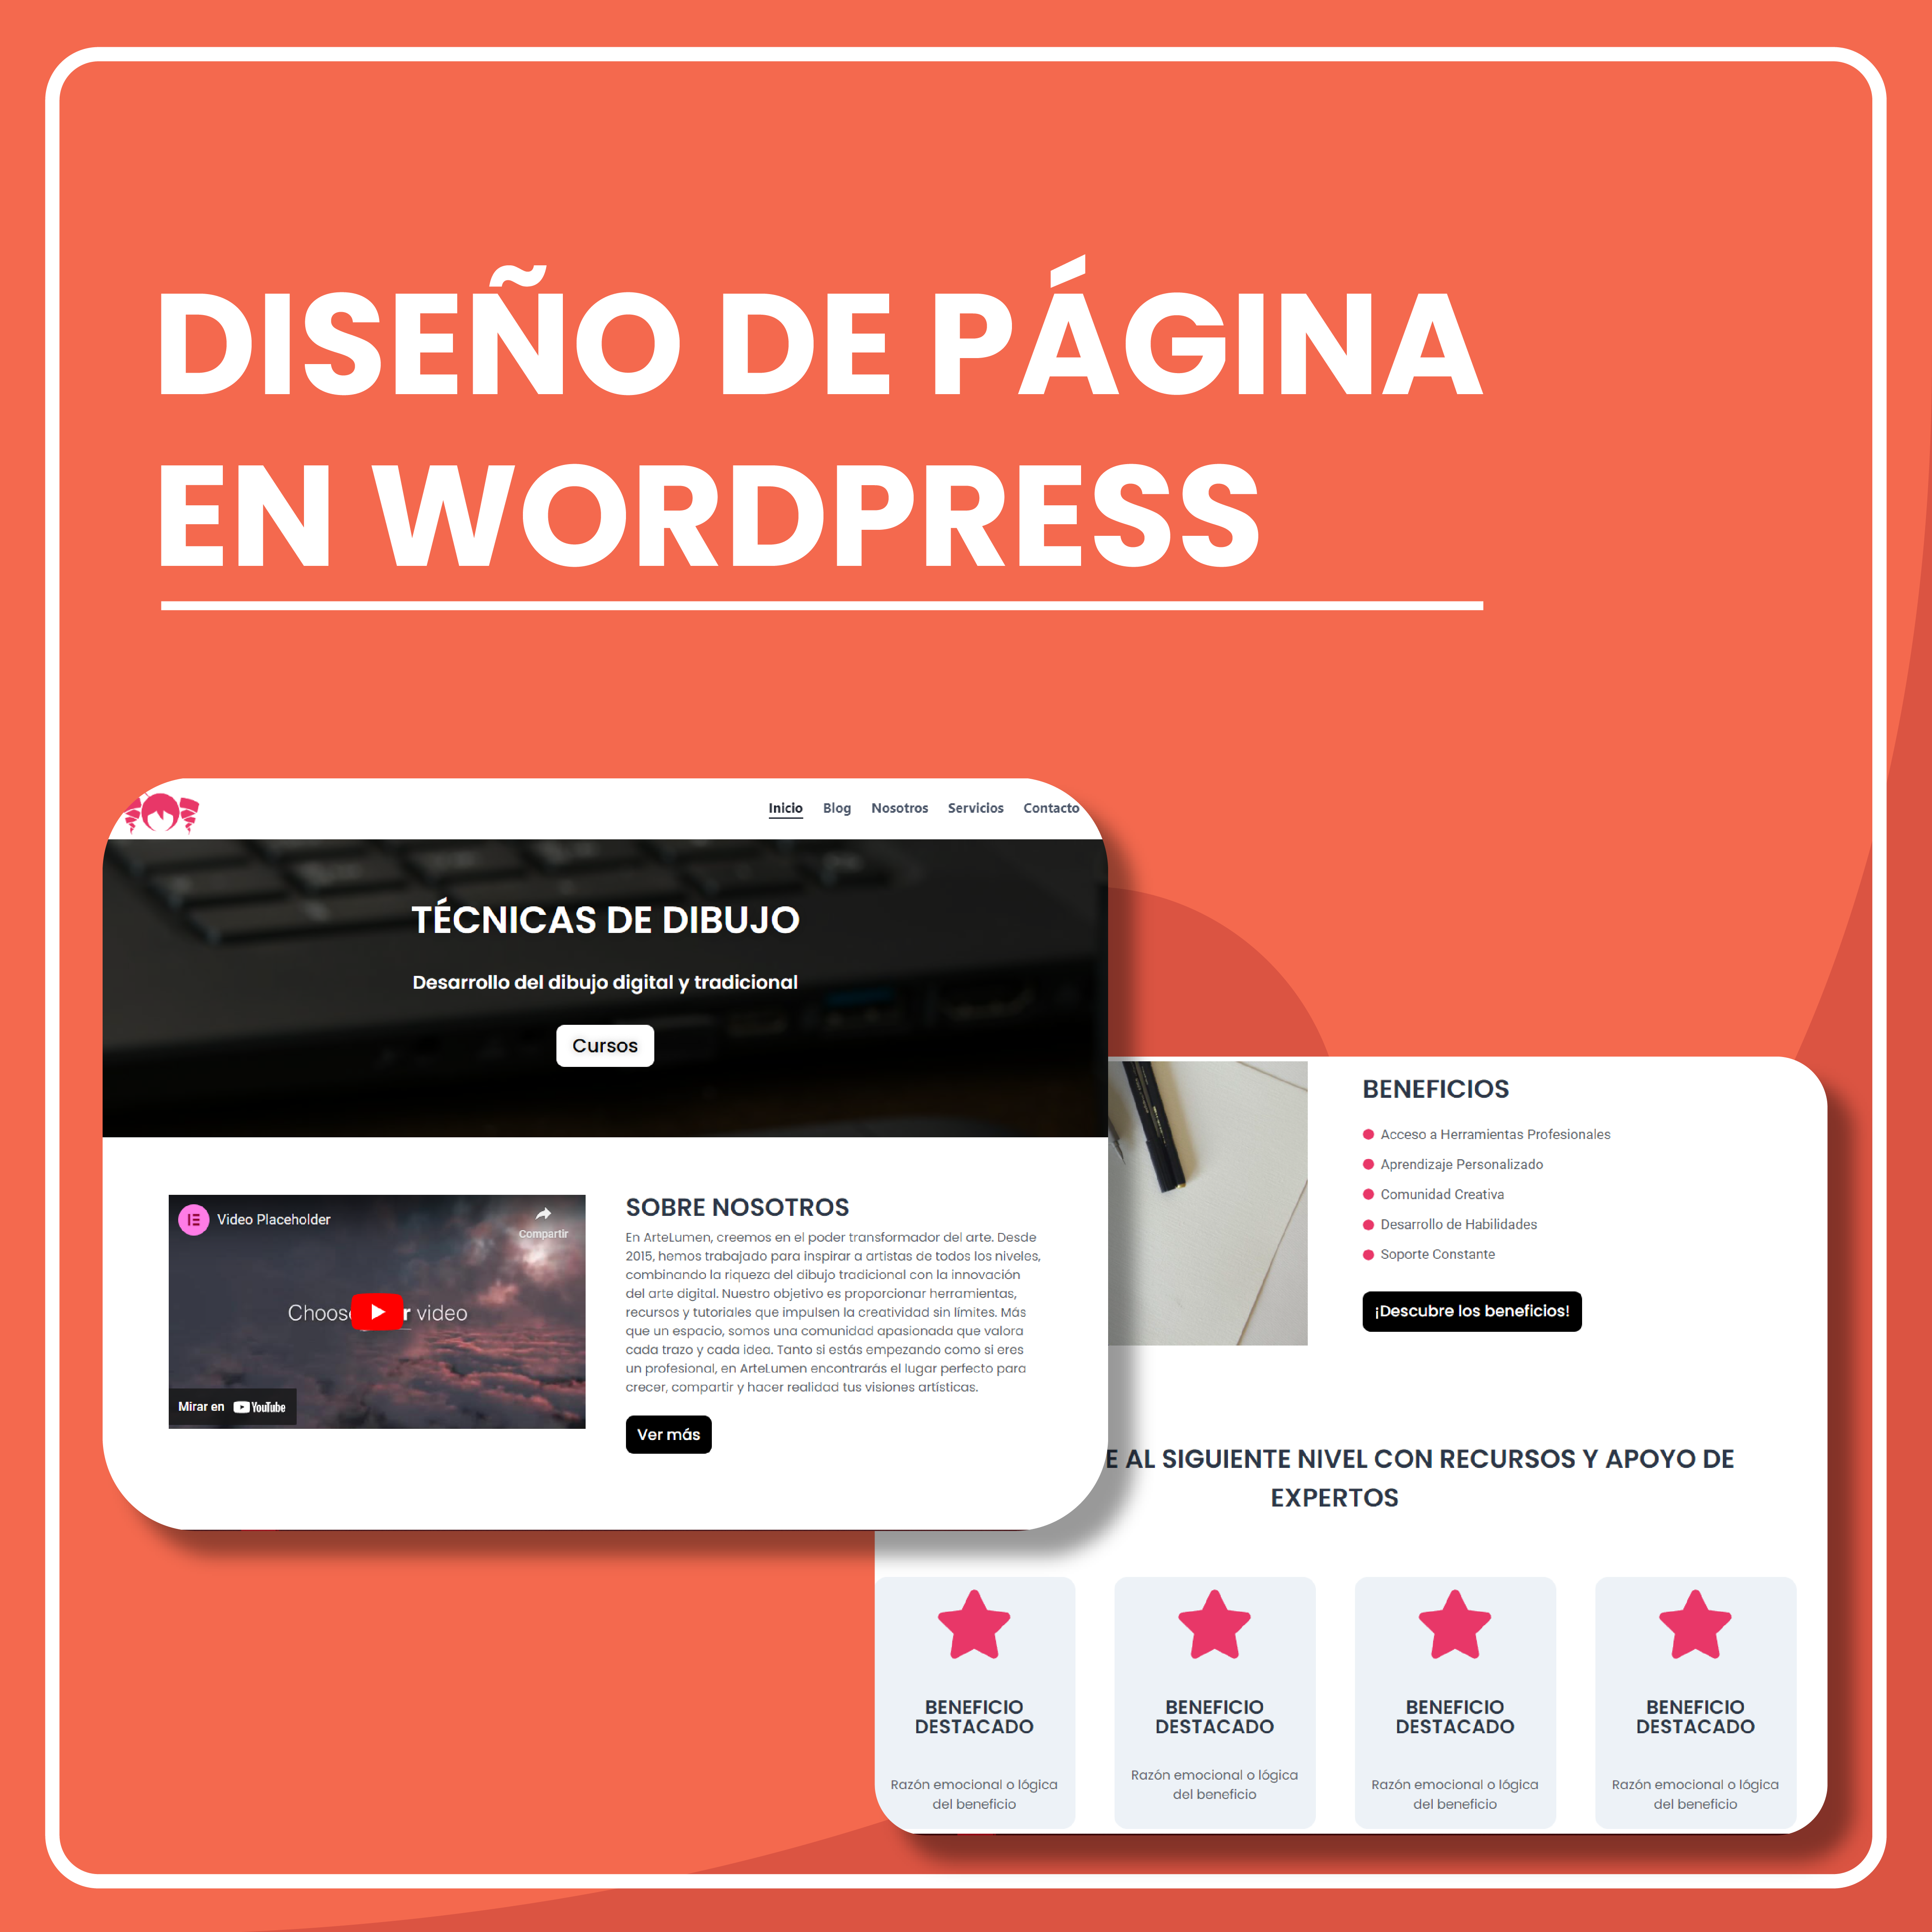 DISEÑO DE PÁGINA
EN WORDPRESS
Inicio Blog Nosotros Servicios Contacto
TÉCNICAS DE DIBUJO
Desarrollo del dibujo digital y tradicional
Cursos
Video Placeholder
Compartir
video
Mirar en YouTube
SOBRE NOSOTROS
En ArteLumen, creemos en el poder transformador del arte. Desde
2015, hemos trabajado para inspirar a artistas de todos los niveles,
combinando la riqueza del dibujo tradicional con la innovación
del arte digital. Nuestro objetivo es proporcionar herramientas,
recursos y tutoriales que impulsen la creatividad sin límites. Más
que un espacio, somos una comunidad apasionada que valora
cada trazo y cada idea. Tanto si estás empezando como si eres
un profesional, en ArteLumen encontrarás el lugar perfecto para
crecer, compartir y hacer realidad tus visiones artísticas.
Ver más
BENEFICIOS
Acceso a Herramientas Profesionales
Aprendizaje Personalizado
Comunidad Creativa
Desarrollo de Habilidades
Soporte Constante
¡Descubre los beneficios!
E AL SIGUIENTE NIVEL CON RECURSOS Y APOYO DE
EXPERTOS
BENEFICIO
DESTACADO
Razón emocional o lógica
del beneficio
BENEFICIO
DESTACADO
Razón emocional o lógica
del beneficio
BENEFICIO
DESTACADO
Razón emocional o lógica
del beneficio
BENEFICIO
DESTACADO
Razón emocional o lógica
del beneficio